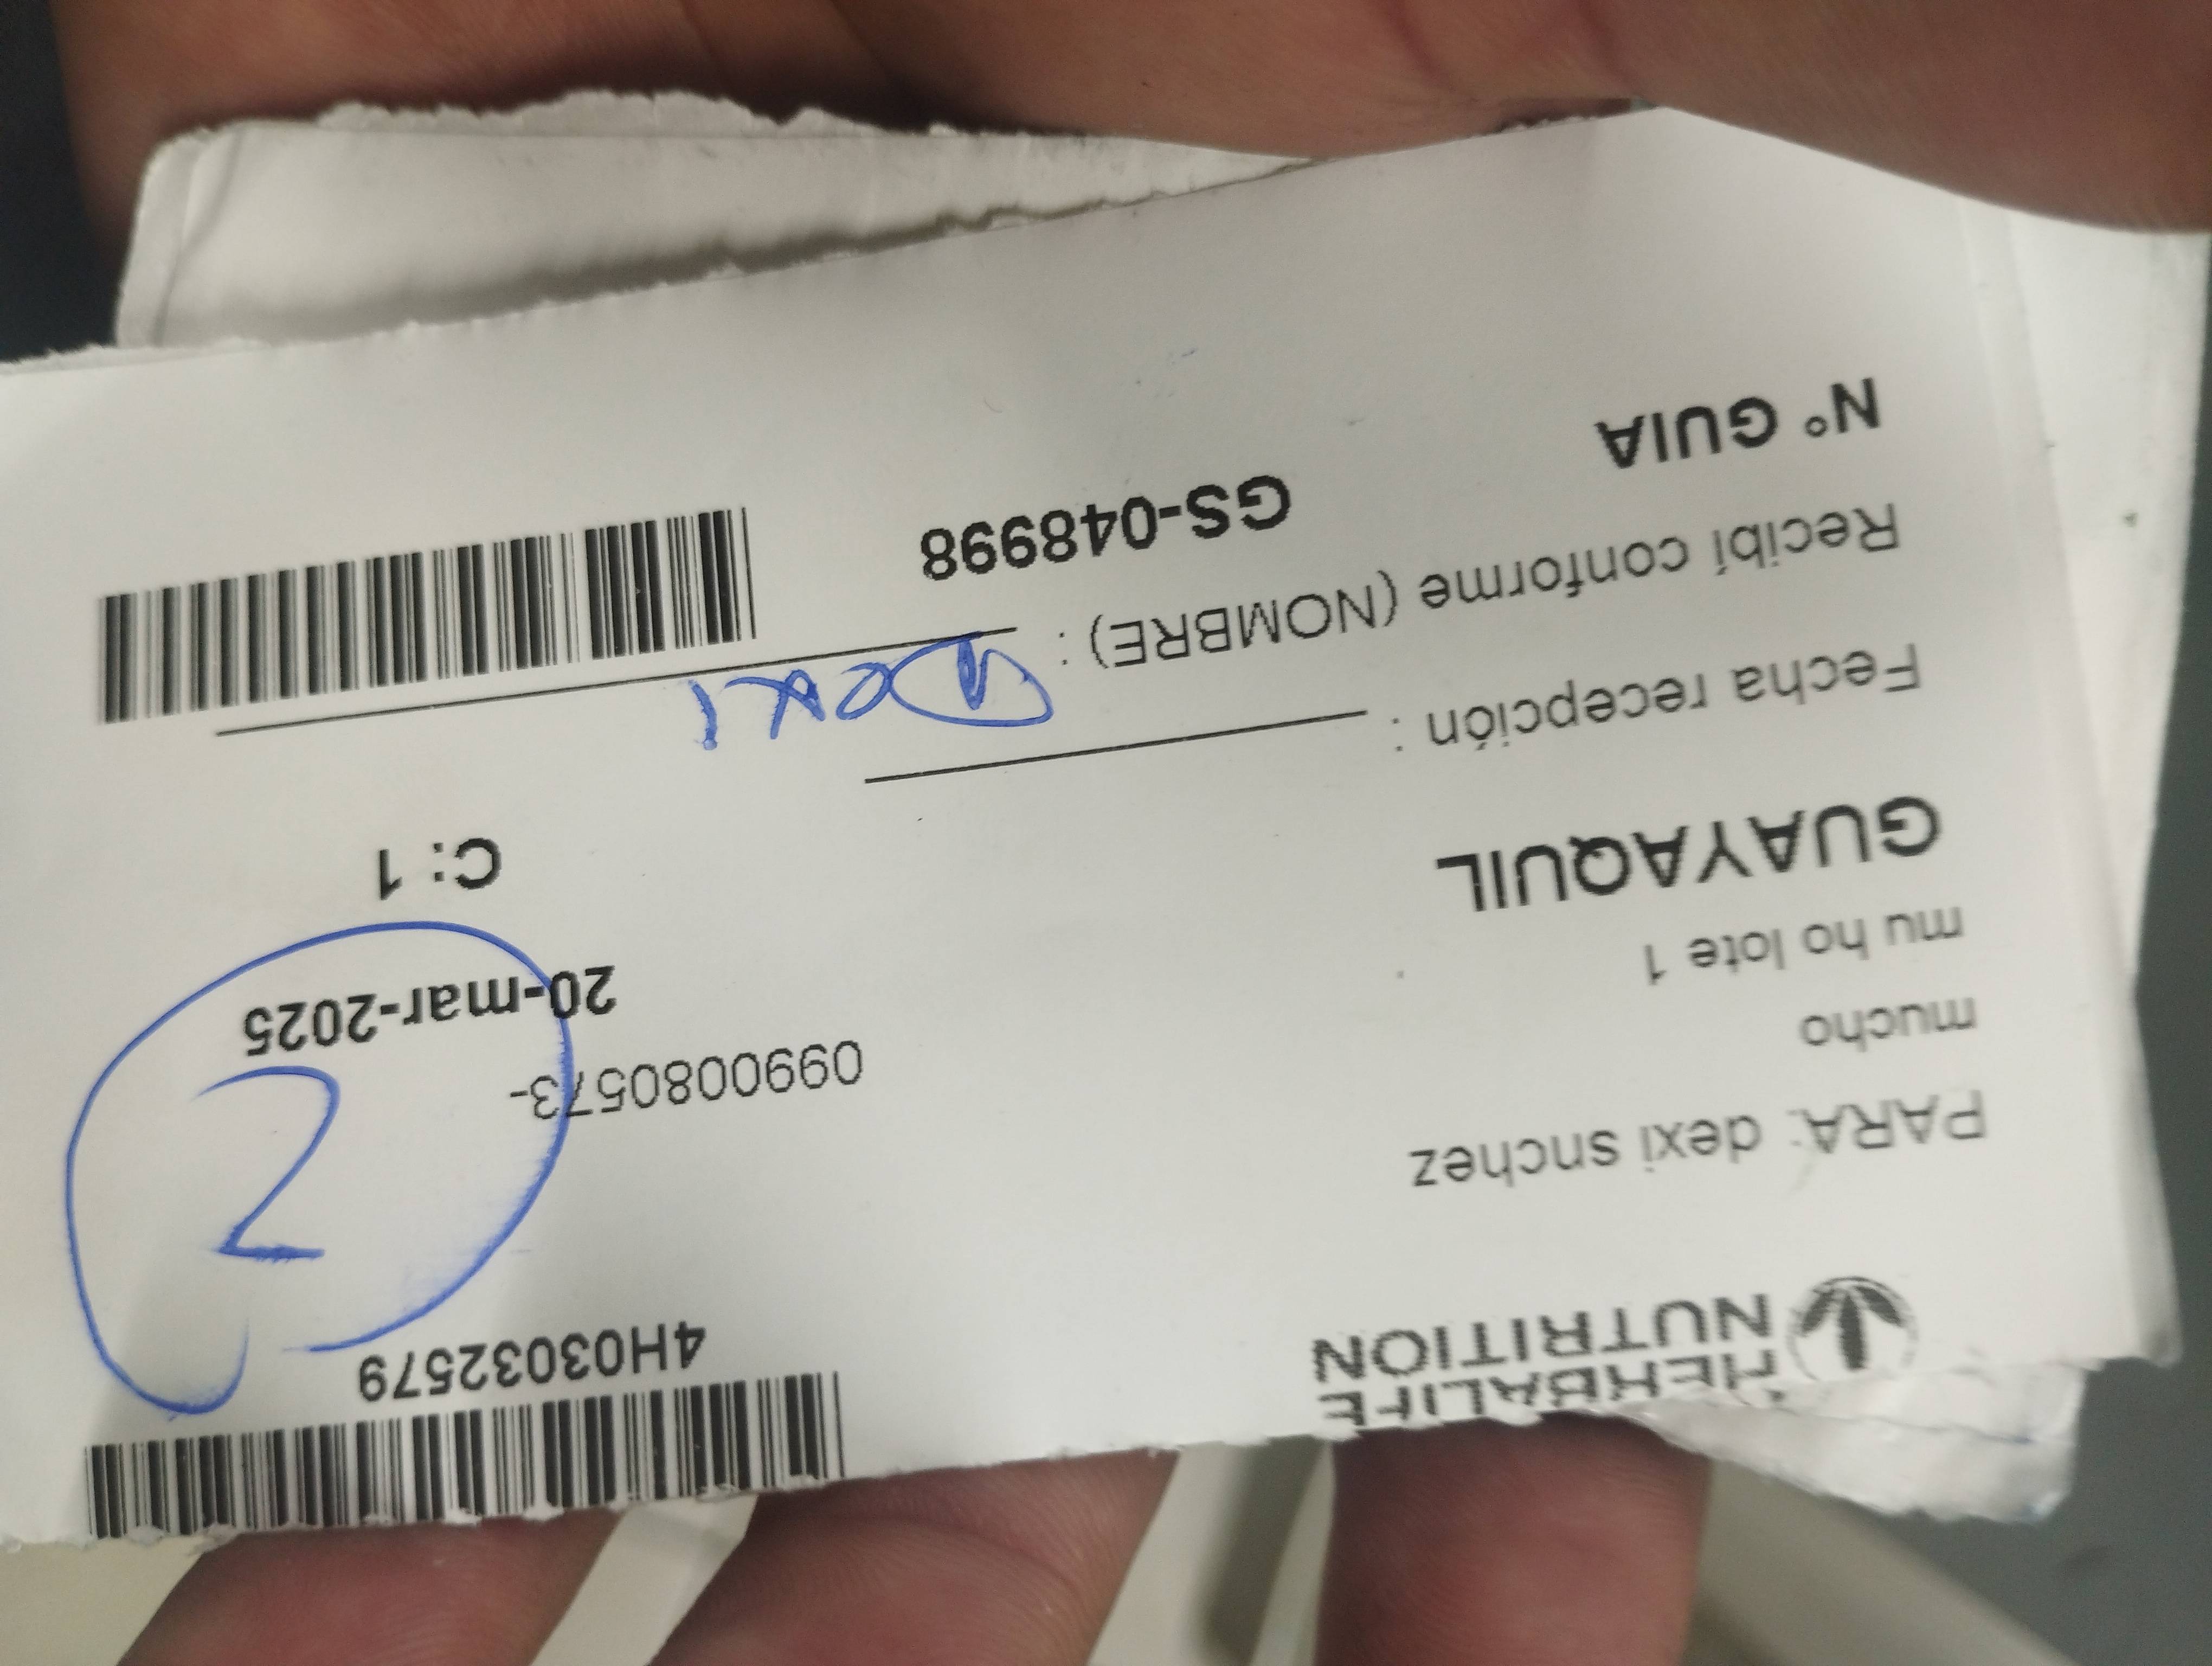 4H03032579
HERBALIFE
NUTRITION
2
PARA: dexi snchez
0990080573-
mucho
20-mar-2025
mu ho lote 1
C: 1
GUAYAQUIL
Fecha recepción :
Recibí conforme (NOMBRE) : Dexi
GS-048998
N° GUIA